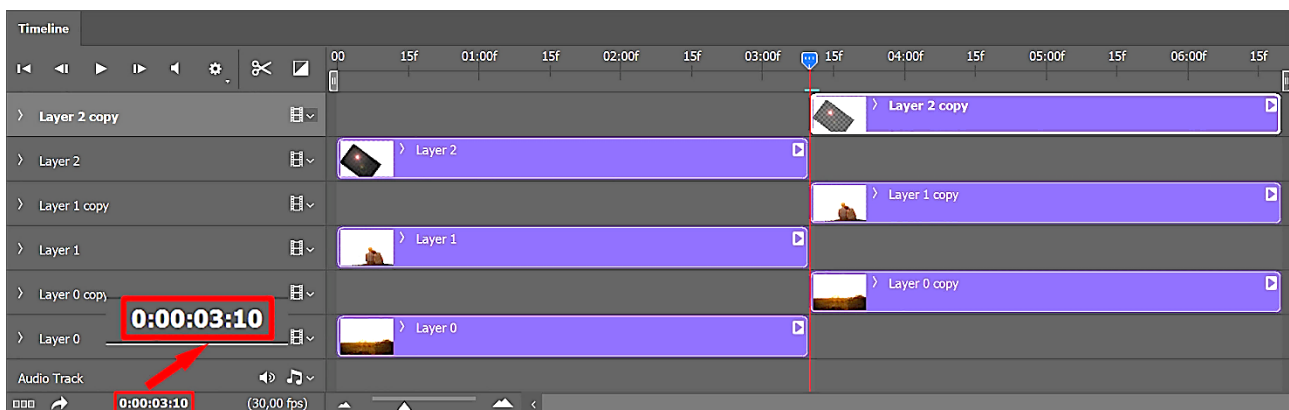 Timeline
00 15f 01:00f 15f 02:00f 15f 03:00f 15f 04:00f 15f 05:00f 15f 06:00f 15f
Layer 2 copy
Layer 2 copy
Layer 2
Layer 2
Layer 1 copy
Layer 1 copy
Layer 1
Layer 1
Layer 0 copy
Layer 0 copy
0:00:03:10
Layer 0
Layer 0
Audio Track
0:00:03:10 (30,00 fps)